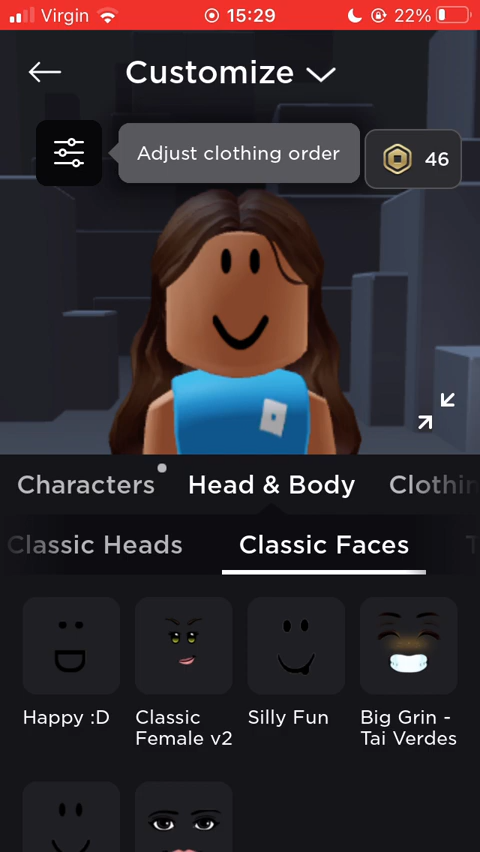 Virgin 15:29 22%
Customize
Adjust clothing order
46
Characters Head & Body Clothin
Classic Heads Classic Faces T
Happy :D
Classic
Female v2
Silly Fun
Big Grin -
Tai Verdes